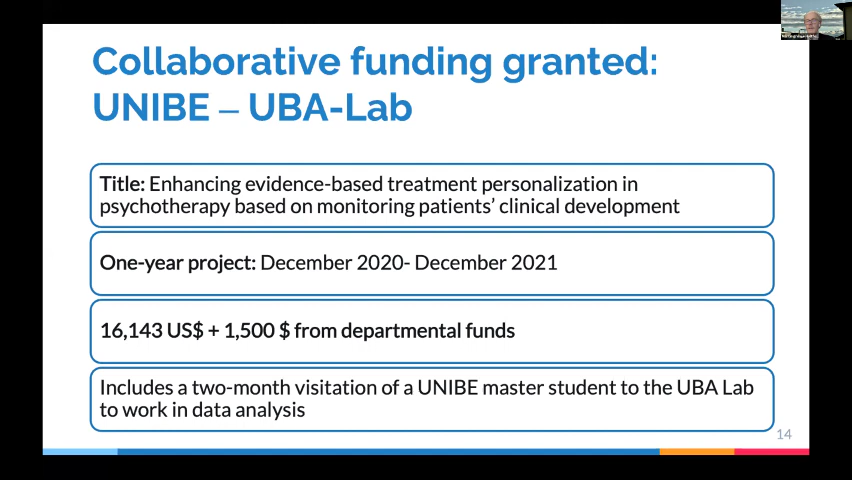 Collaborative funding granted:
UNIBE – UBA-Lab
Title: Enhancing evidence-based treatment personalization in
psychotherapy based on monitoring patients’ clinical development
One-year project: December 2020- December 2021
16,143 US$ + 1,500 $ from departmental funds
Includes a two-month visitation of a UNIBE master student to the UBA Lab
to work in data analysis
14